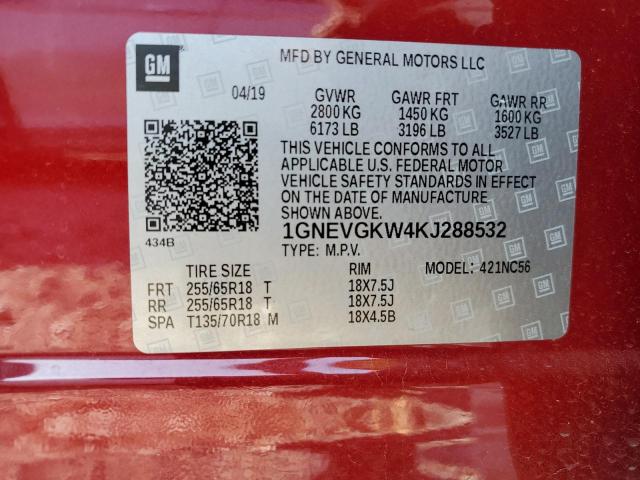 GM
MFD BY GENERAL MOTORS LLC
04/19 GVWR GAWR FRT GAWR RR
2800 KG 1450 KG 1600 KG
6173 LB 3196 LB 3527 LB
THIS VEHICLE CONFORMS TO ALL
APPLICABLE U.S. FEDERAL MOTOR
VEHICLE SAFETY STANDARDS IN EFFECT
ON THE DATE OF MANUFACTURE
SHOWN ABOVE.
1GNEVGKW4KJ288532
434B
TYPE: M.P.V.
TIRE SIZE RIM MODEL: 421NC56
FRT 255/65R18 T 18X7.5J
RR 255/65R18 T 18X7.5J
SPA T135/70R18 M 18X4.5B